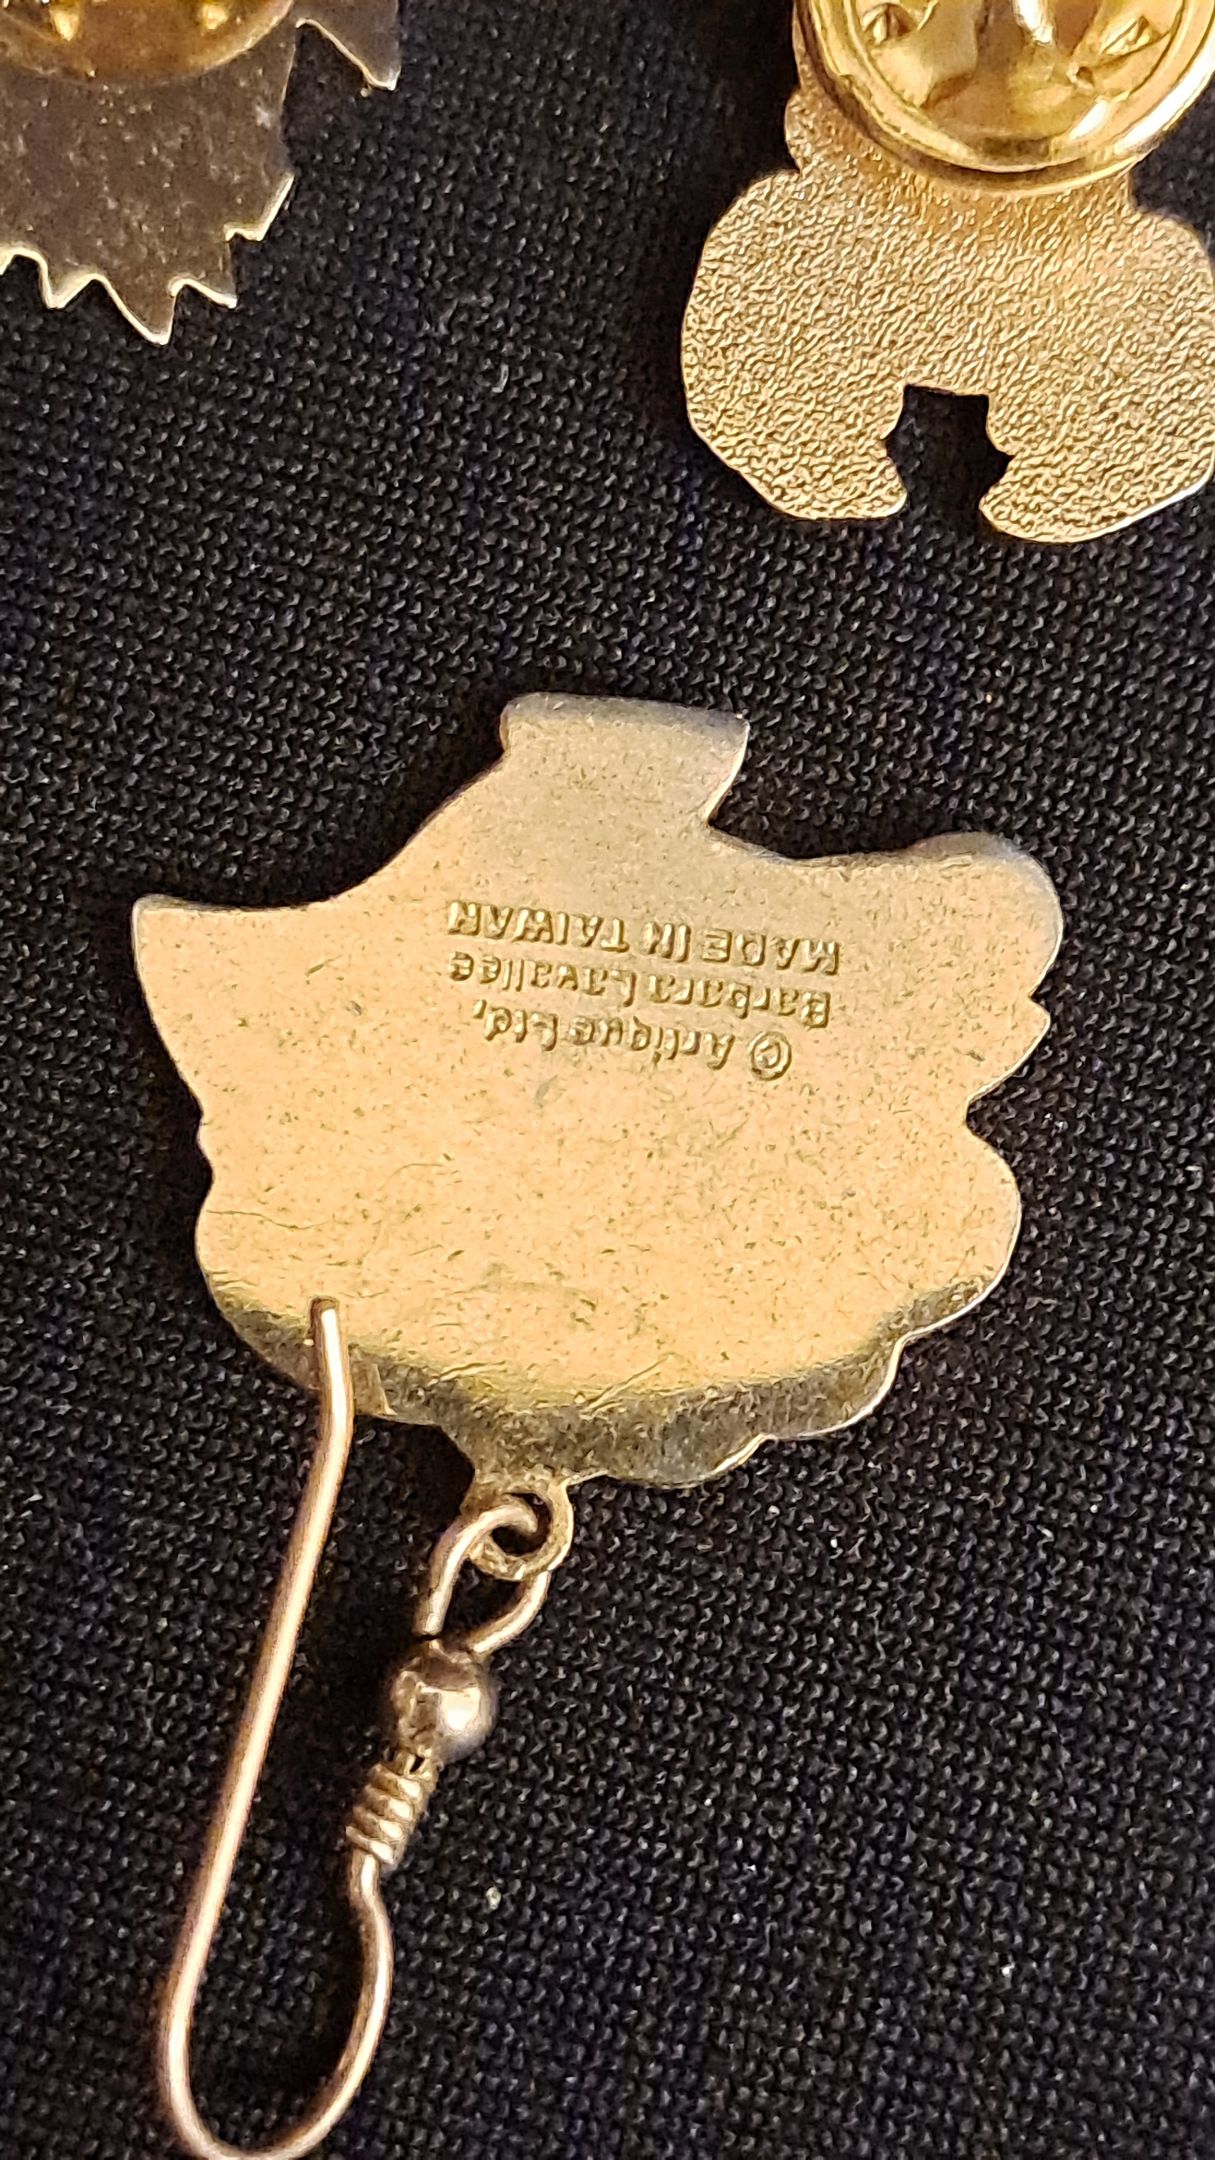 © Artique Ltd.
Barbara Lavallee
MADE IN TAIWAN